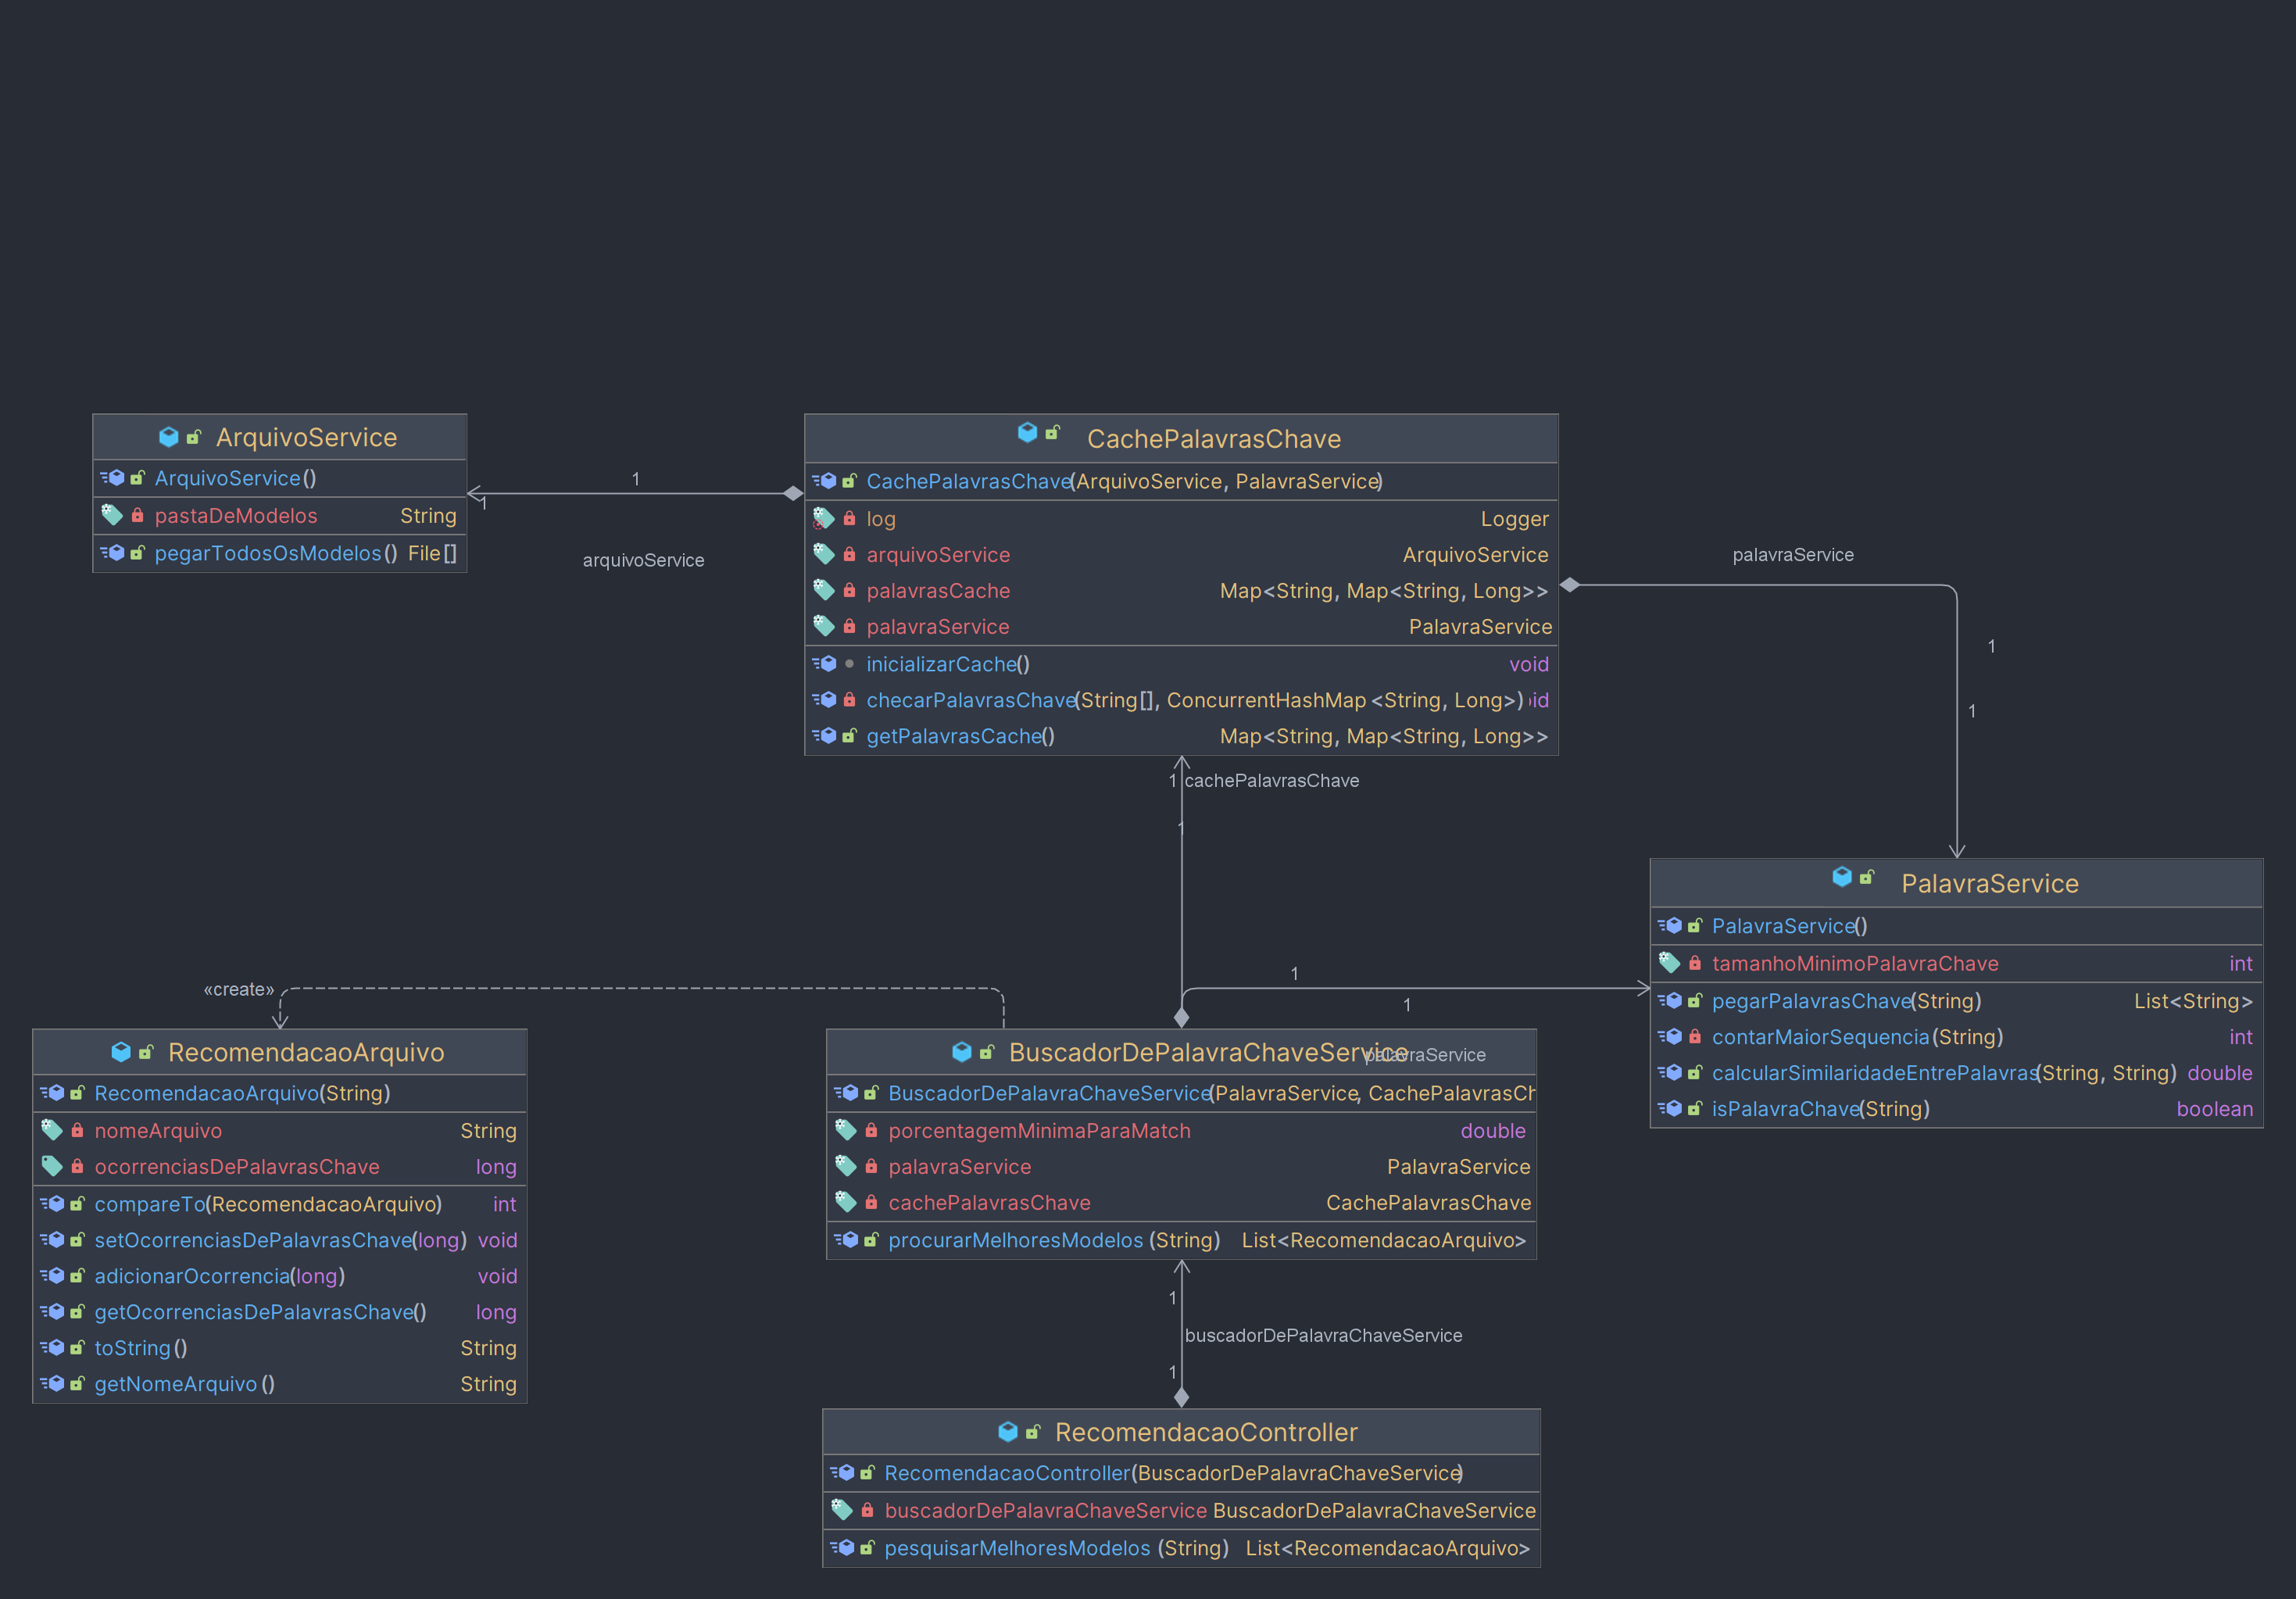 ArquivoService
ArquivoService()
pastaDeModelos String
pegarTodosOsModelos() File[]
1
1
arquivoService
CachePalavrasChave
CachePalavrasChave(ArquivoService, PalavraService)
log Logger
arquivoService ArquivoService
palavrasCache Map<String, Map<String, Long>>
palavraService PalavraService
inicializarCache() void
checarPalavrasChave(String[], ConcurrentHashMap<String, Long>) id
getPalavrasCache() Map<String, Map<String, Long>>
palavraService
1
1
1 cachePalavrasChave
1
PalavraService
PalavraService()
tamanhoMinimoPalavraChave int
pegarPalavrasChave(String) List<String>
contarMaiorSequencia(String) int
calcularSimilaridadeEntrePalavras(String, String) double
isPalavraChave(String) boolean
1
1
palavraService
«create»
RecomendacaoArquivo
RecomendacaoArquivo(String)
nomeArquivo String
ocorrenciasDePalavrasChave long
compareTo(RecomendacaoArquivo) int
setOcorrenciasDePalavrasChave(long) void
adicionarOcorrencia(long) void
getOcorrenciasDePalavrasChave() long
toString() String
getNomeArquivo() String
BuscadorDePalavraChaveService
BuscadorDePalavraChaveService(PalavraService, CachePalavrasCh
porcentagemMinimaParaMatch double
palavraService PalavraService
cachePalavrasChave CachePalavrasChave
procurarMelhoresModelos(String) List<RecomendacaoArquivo>
1
buscadorDePalavraChaveService
1
RecomendacaoController
RecomendacaoController(BuscadorDePalavraChaveService)
buscadorDePalavraChaveService BuscadorDePalavraChaveService
pesquisarMelhoresModelos(String) List<RecomendacaoArquivo>